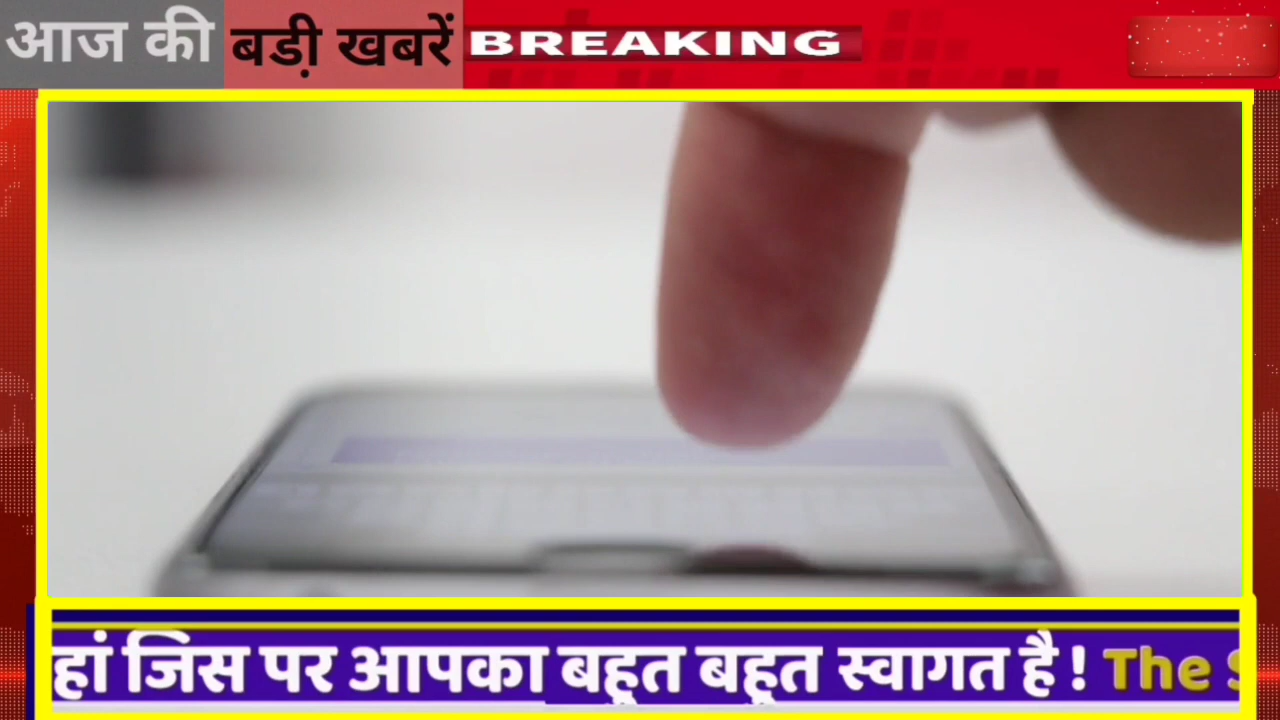 आज की बड़ी खबरें BREAKING
हां जिस पर आपका बहुत बहुत स्वागत है ! The